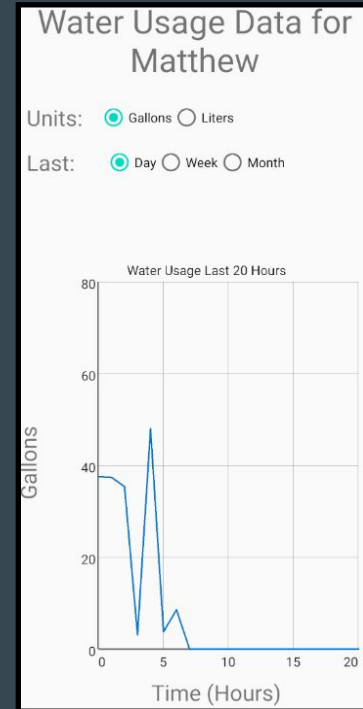 Water Usage Data for
Matthew
Units: Gallons Liters
Last: Day Week Month
Water Usage Last 20 Hours
80
60
40
20
0
Gallons
0 5 10 15 20
Time (Hours)